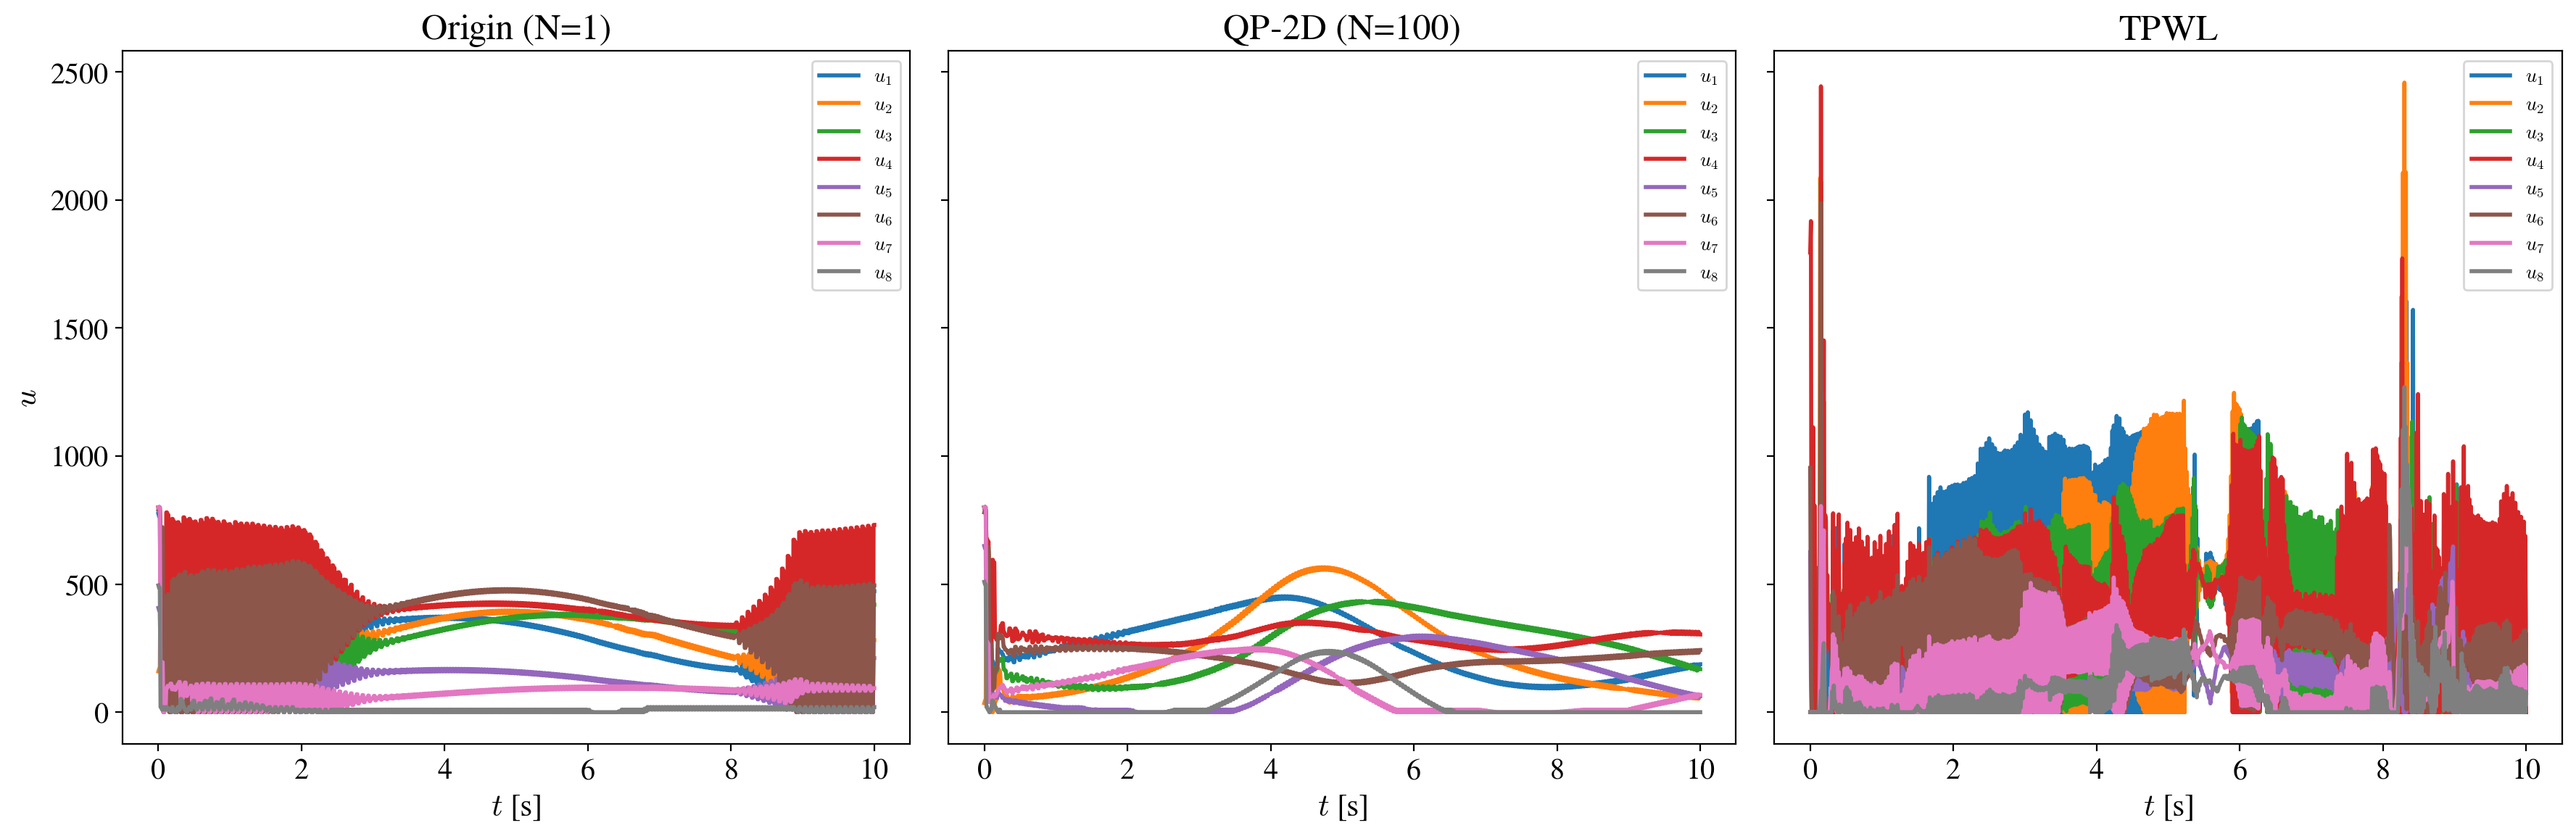 Origin (N=1)
QP-2D (N=100)
TPWL
u
2500
2000
1500
1000
500
0
u₁
u₂
u₃
u₄
u₅
u₆
u₇
u₈
0 2 4 6 8 10
t [s]
u₁
u₂
u₃
u₄
u₅
u₆
u₇
u₈
0 2 4 6 8 10
t [s]
u₁
u₂
u₃
u₄
u₅
u₆
u₇
u₈
0 2 4 6 8 10
t [s]